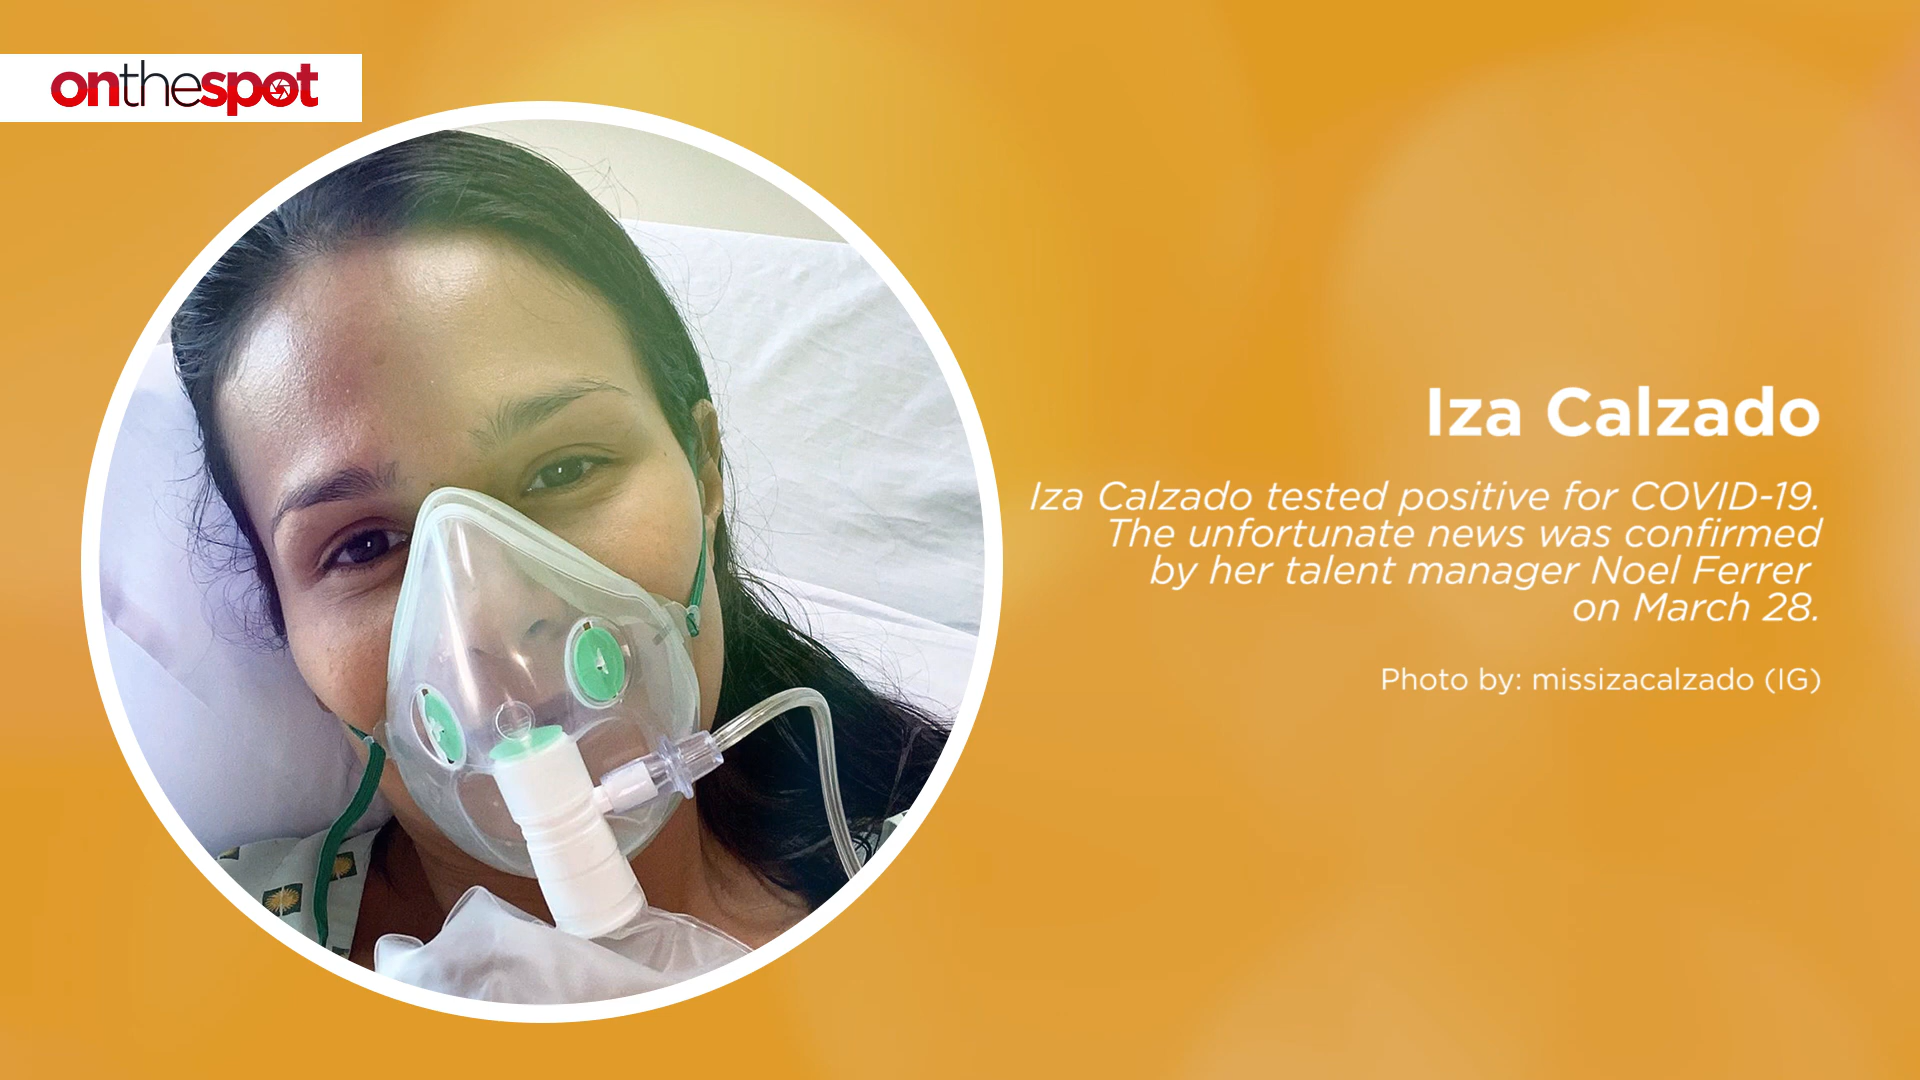 onthespot
Iza Calzado
Iza Calzado tested positive for COVID-19.
The unfortunate news was confirmed
by her talent manager Noel Ferrer
on March 28.
Photo by: missizacalzado (IG)